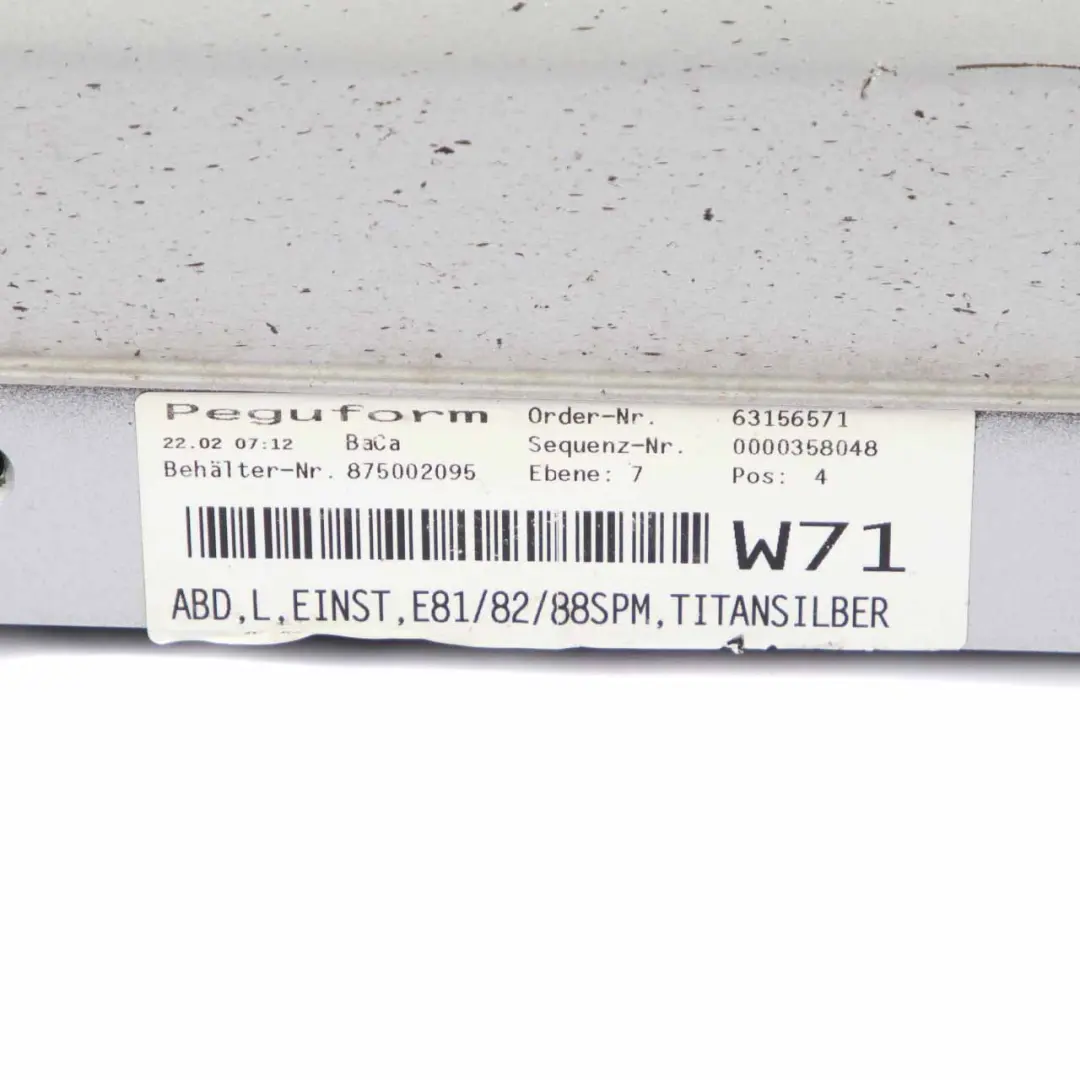 Peguform Order-Nr. 63156571
22.02 07:12 BaCa Sequenz-Nr. 0000358048
Behälter-Nr. 875002095 Ebene: 7 Pos: 4
W71
ABD,L,EINST,E81/82/88SPM,TITANSILBER